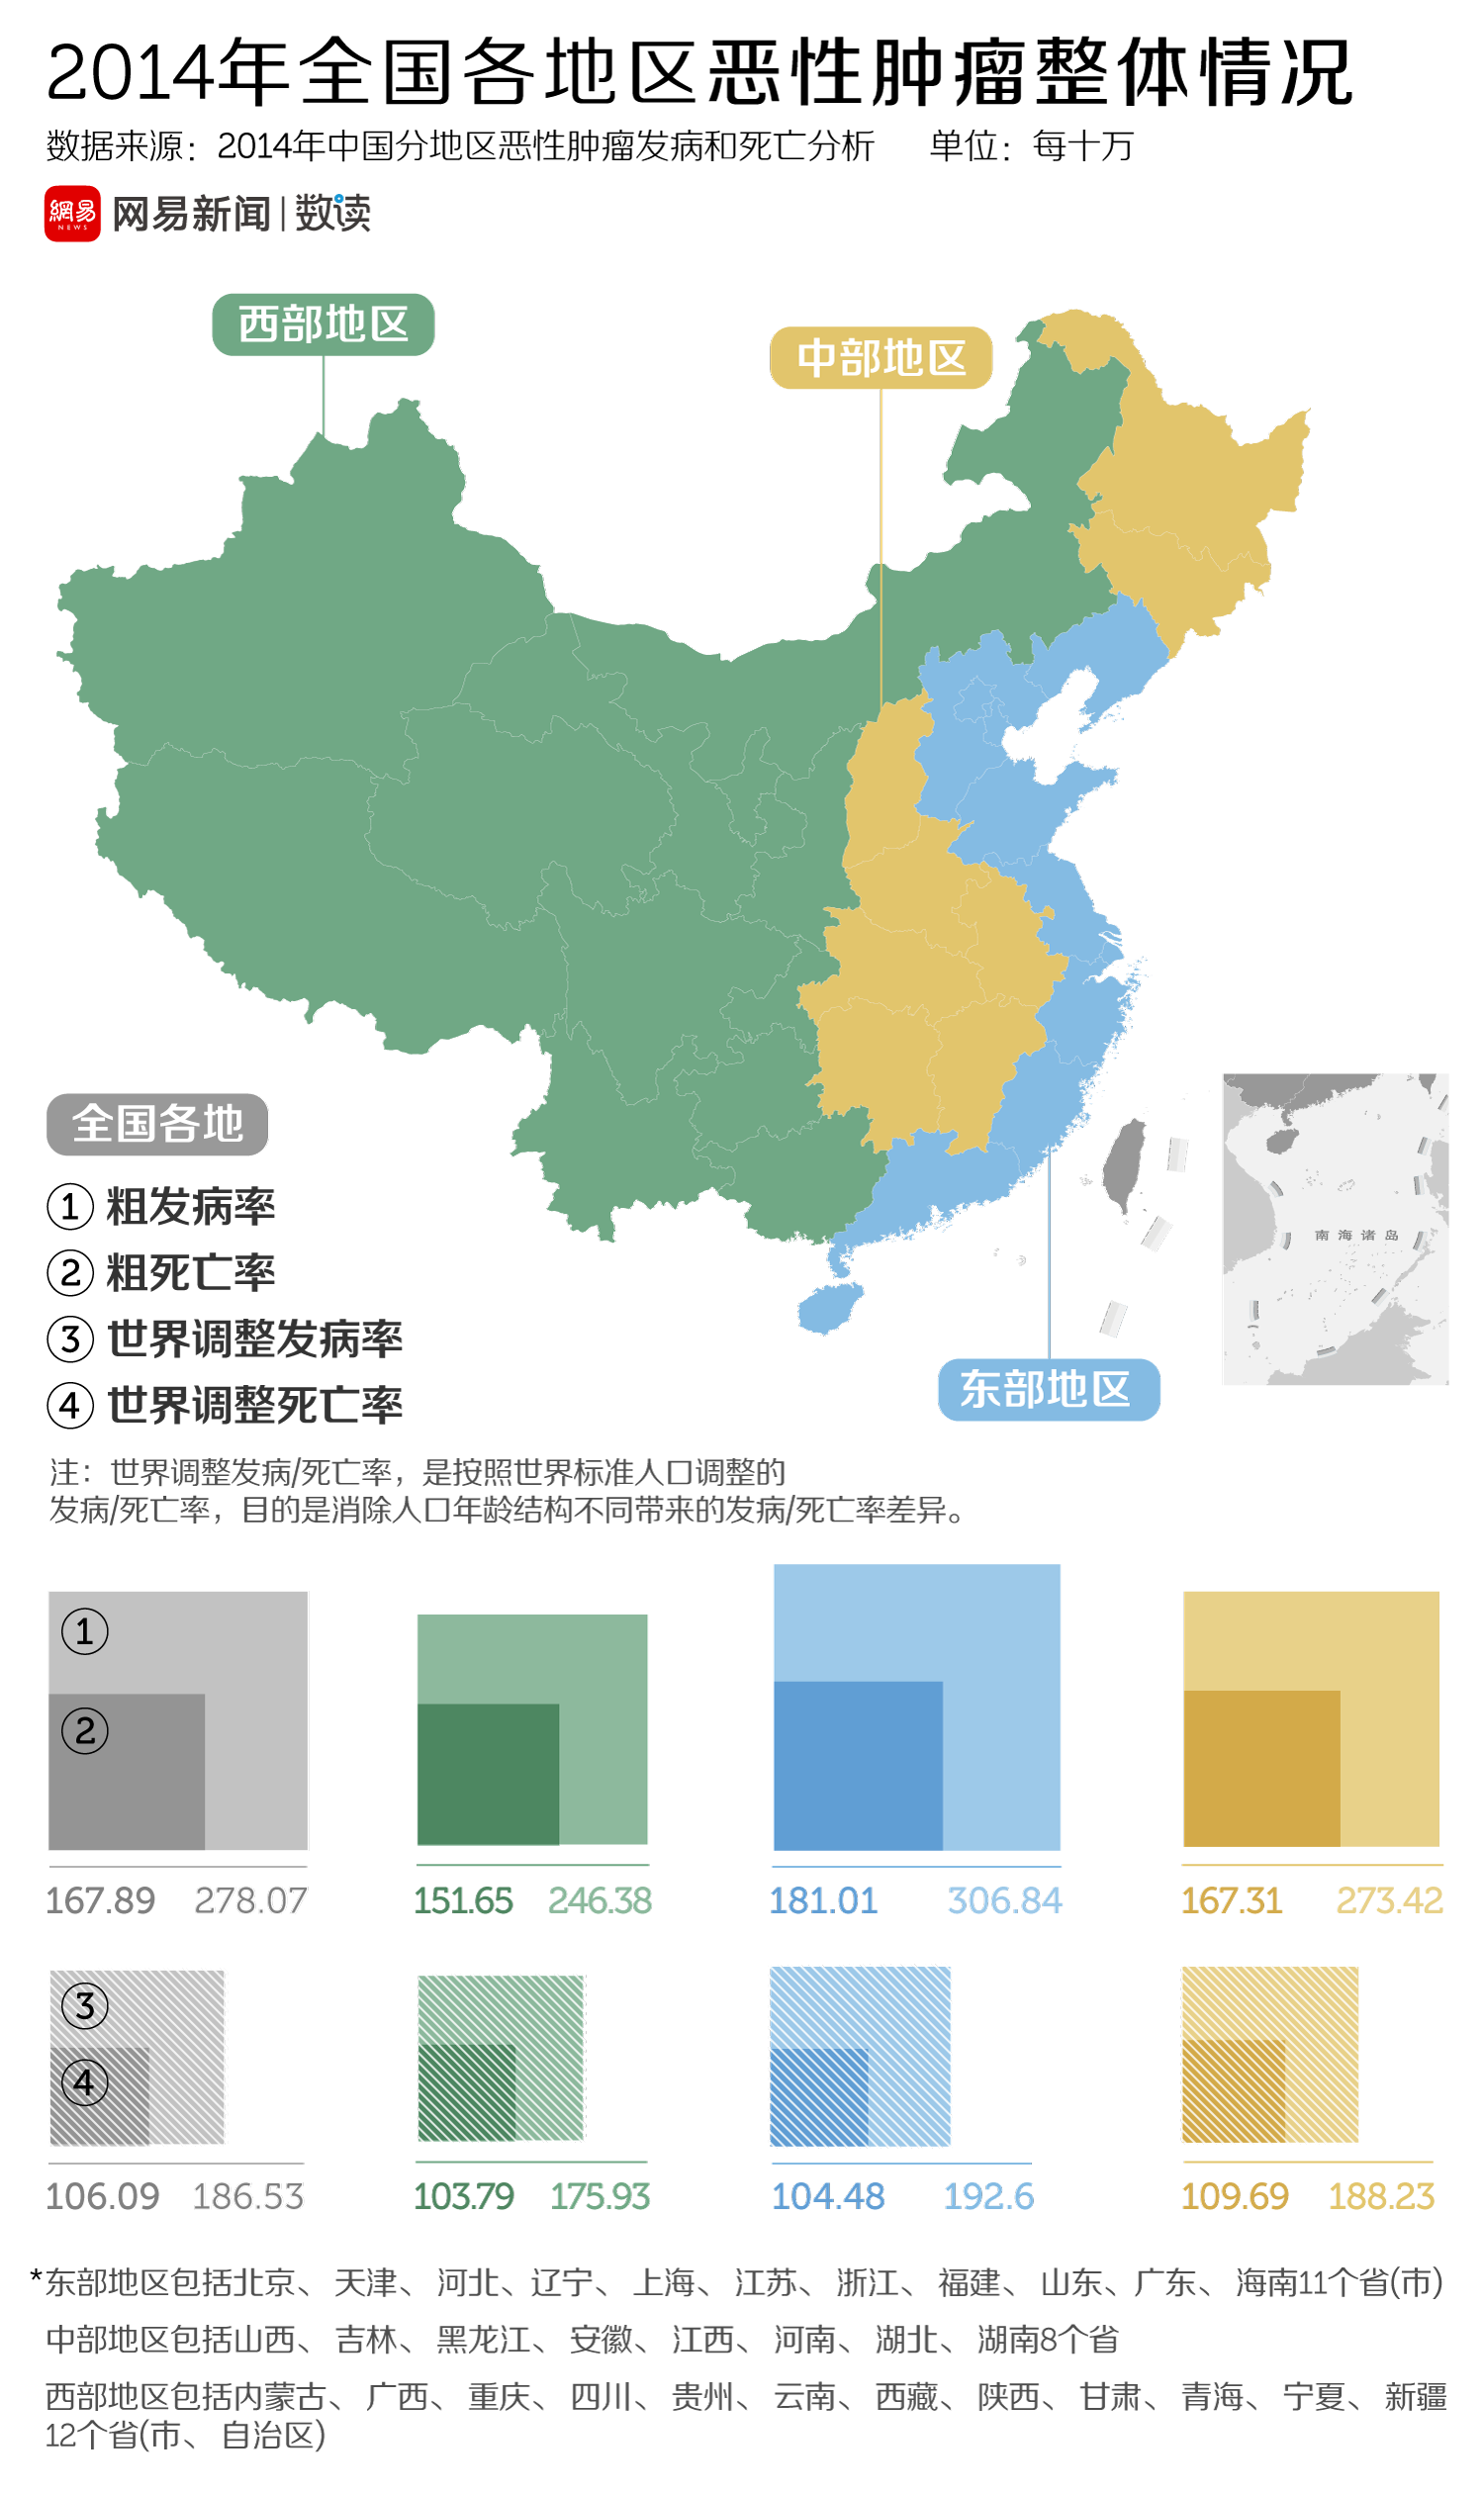 2014年全国各地区恶性肿瘤整体情况
数据来源：2014年中国分地区恶性肿瘤发病和死亡分析 单位：每十万
網易 NEWS 网易新闻 | 数读
西部地区
中部地区
全国各地
① 粗发病率
② 粗死亡率
南海诸岛
③ 世界调整发病率
④ 世界调整死亡率
东部地区
注：世界调整发病/死亡率，是按照世界标准人口调整的
发病/死亡率，目的是消除人口年龄结构不同带来的发病/死亡率差异。
①
②
167.89 278.07 151.65 246.38 181.01 306.84 167.31 273.42
③
④
106.09 186.53 103.79 175.93 104.48 192.6 109.69 188.23
*东部地区包括北京、天津、河北、辽宁、上海、江苏、浙江、福建、山东、广东、海南11个省(市)
中部地区包括山西、吉林、黑龙江、安徽、江西、河南、湖北、湖南8个省
西部地区包括内蒙古、广西、重庆、四川、贵州、云南、西藏、陕西、甘肃、青海、宁夏、新疆
12个省(市、自治区)